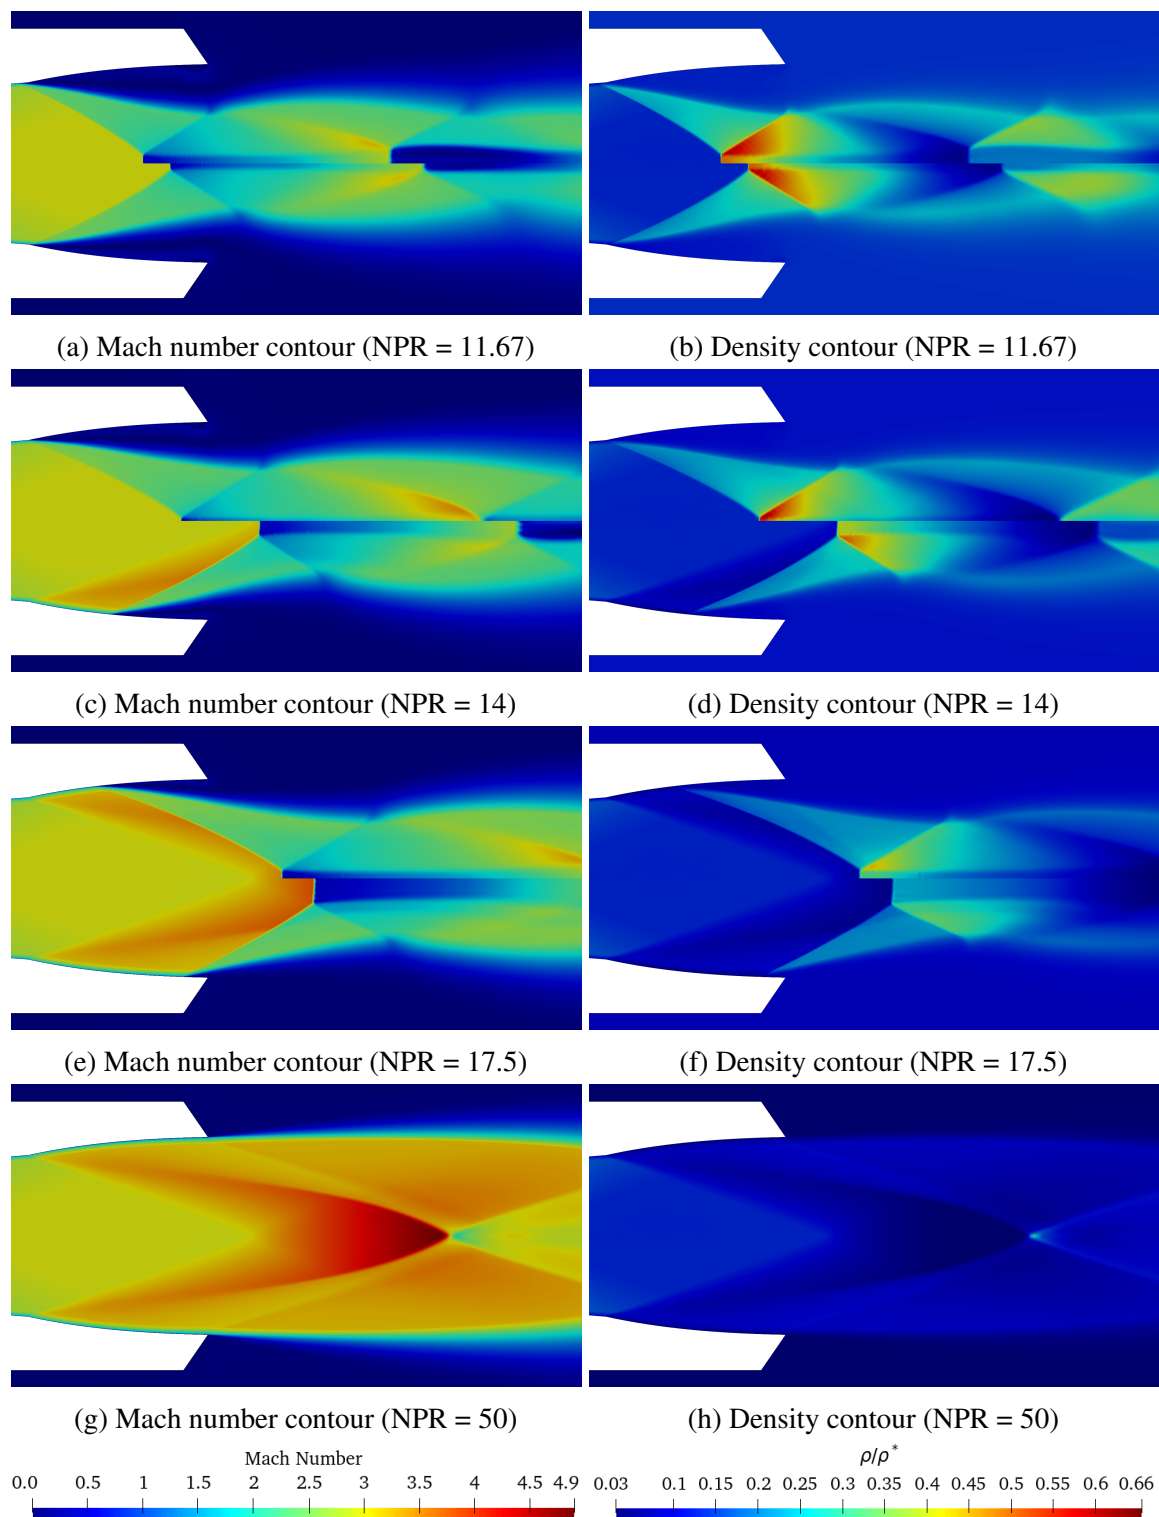 (a) Mach number contour (NPR = 11.67)
(b) Density contour (NPR = 11.67)
(c) Mach number contour (NPR = 14)
(d) Density contour (NPR = 14)
(e) Mach number contour (NPR = 17.5)
(f) Density contour (NPR = 17.5)
(g) Mach number contour (NPR = 50)
(h) Density contour (NPR = 50)
Mach Number
0.0 0.5 1 1.5 2 2.5 3 3.5 4 4.5 4.9
ρ/ρ*
0.03 0.1 0.15 0.2 0.25 0.3 0.35 0.4 0.45 0.5 0.55 0.6 0.66